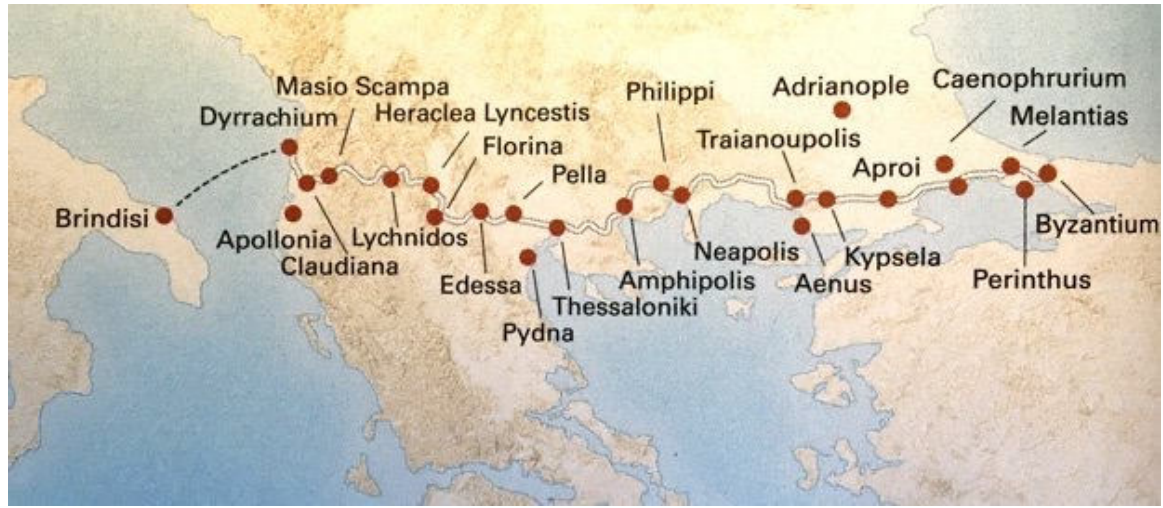 Masio Scampa
Dyrrachium
Heraclea Lyncestis
Florina
Pella
Philippi
Adrianople
Caenophrurium
Traianoupolis
Melantias
Aproi
Brindisi
Apollonia
Lychnidos
Claudiana
Edessa
Pydna
Thessaloniki
Amphipolis
Neapolis
Aenus
Kypsela
Perinthus
Byzantium